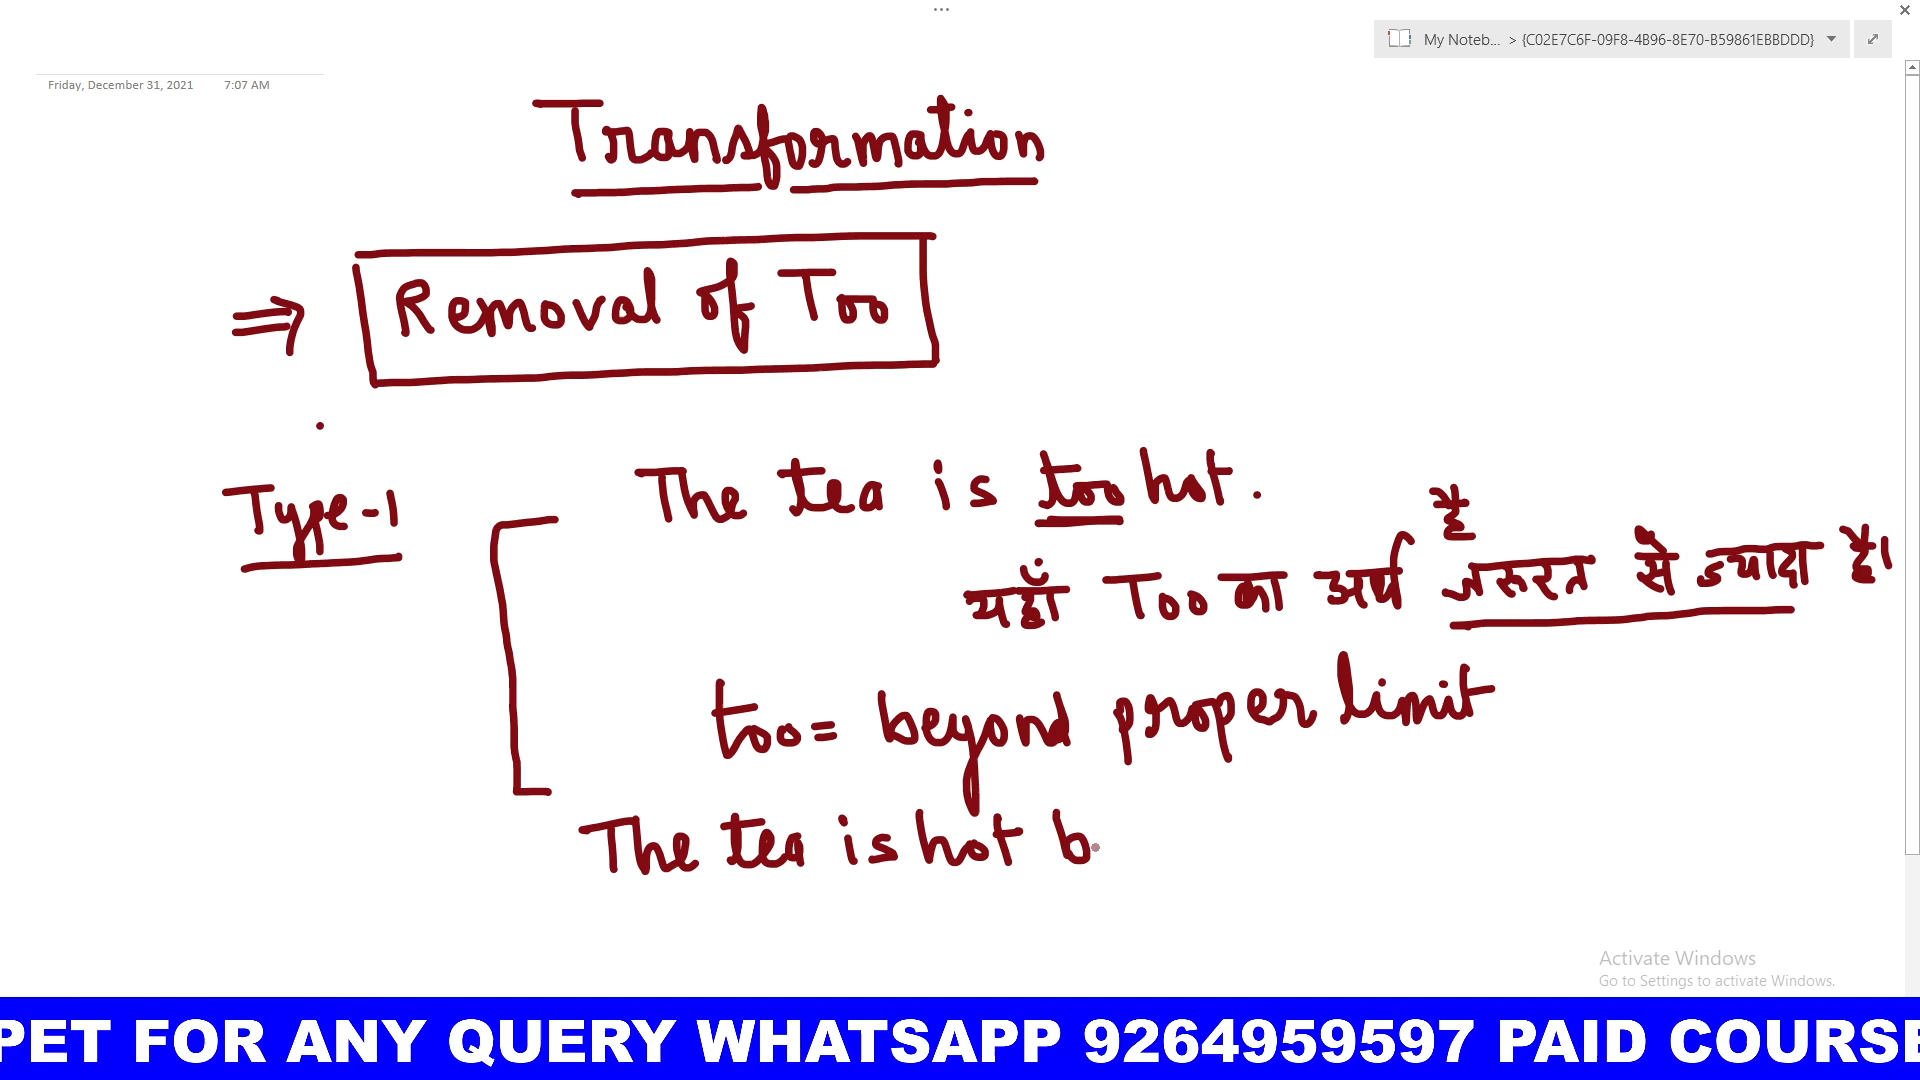 ...
My Noteb... > {C02E7C6F-09F8-4B96-8E70-B59861EBBDDD}
Friday, December 31, 2021 7:07 AM
Transformation
⇒ Removal of Too
Type-1
The tea is too hot.
है
यहाँ Too का अर्थ जरूरत से ज्यादा है।
too = beyond proper limit
The tea is hot b
Activate Windows
Go to Settings to activate Windows.
PET FOR ANY QUERY WHATSAPP 9264959597 PAID COURSE